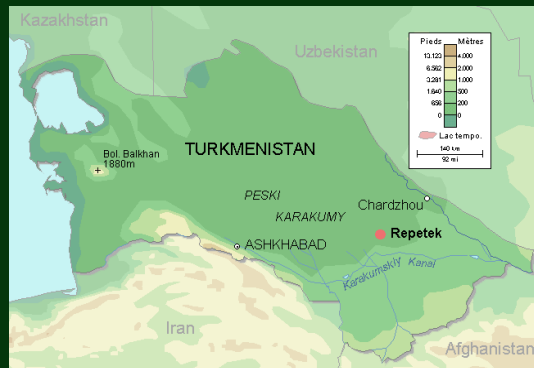 Kazakhstan
Uzbekistan
Pieds Mètres
13.123 4.000
6.562 2.000
3.281 1.000
1.640 500
656 200
0 0
Lac tempo.
140 km
92 mi
Bol. Balkhan
1880m
TURKMENISTAN
PESKI
KARAKUMY
Chardzhou
Repetek
ASHKHABAD
Karakumskiy Kanal
Iran
Afghanistan